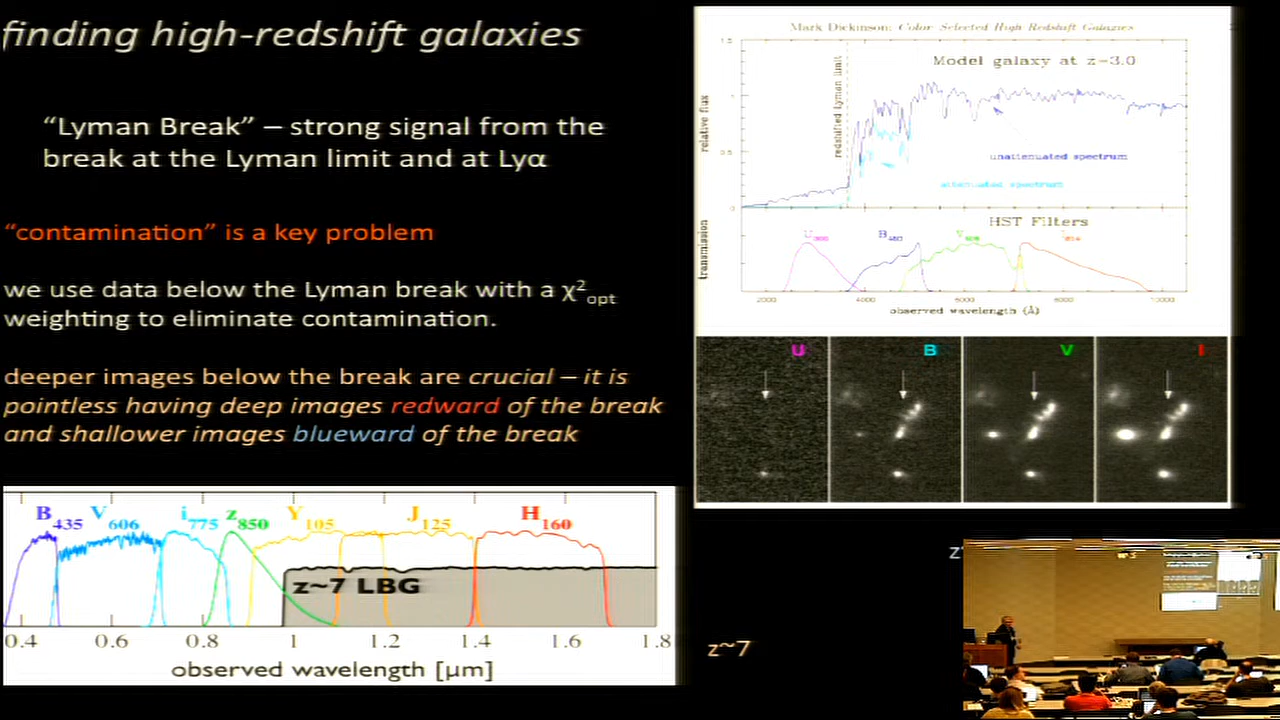 finding high-redshift galaxies
“Lyman Break” – strong signal from the
break at the Lyman limit and at Lyα
“contamination” is a key problem
we use data below the Lyman break with a χ²opt
weighting to eliminate contamination.
deeper images below the break are crucial – it is
pointless having deep images redward of the break
and shallower images blueward of the break
B435 V606 i775 z850 Y105 J125 H160
z~7 LBG
0.4 0.6 0.8 1 1.2 1.4 1.6 1.8
observed wavelength [μm]
Mark Dickinson: Color Selected High Redshift Galaxies
Model galaxy at z=3.0
relative flux
redshifted Lyman limit
1.5
1
0.5
0
unattenuated spectrum
attenuated spectrum
HST Filters
transmission
U300 B450 V606 I814
2000 4000 6000 8000 10000
observed wavelength (Å)
U B V I
z~7